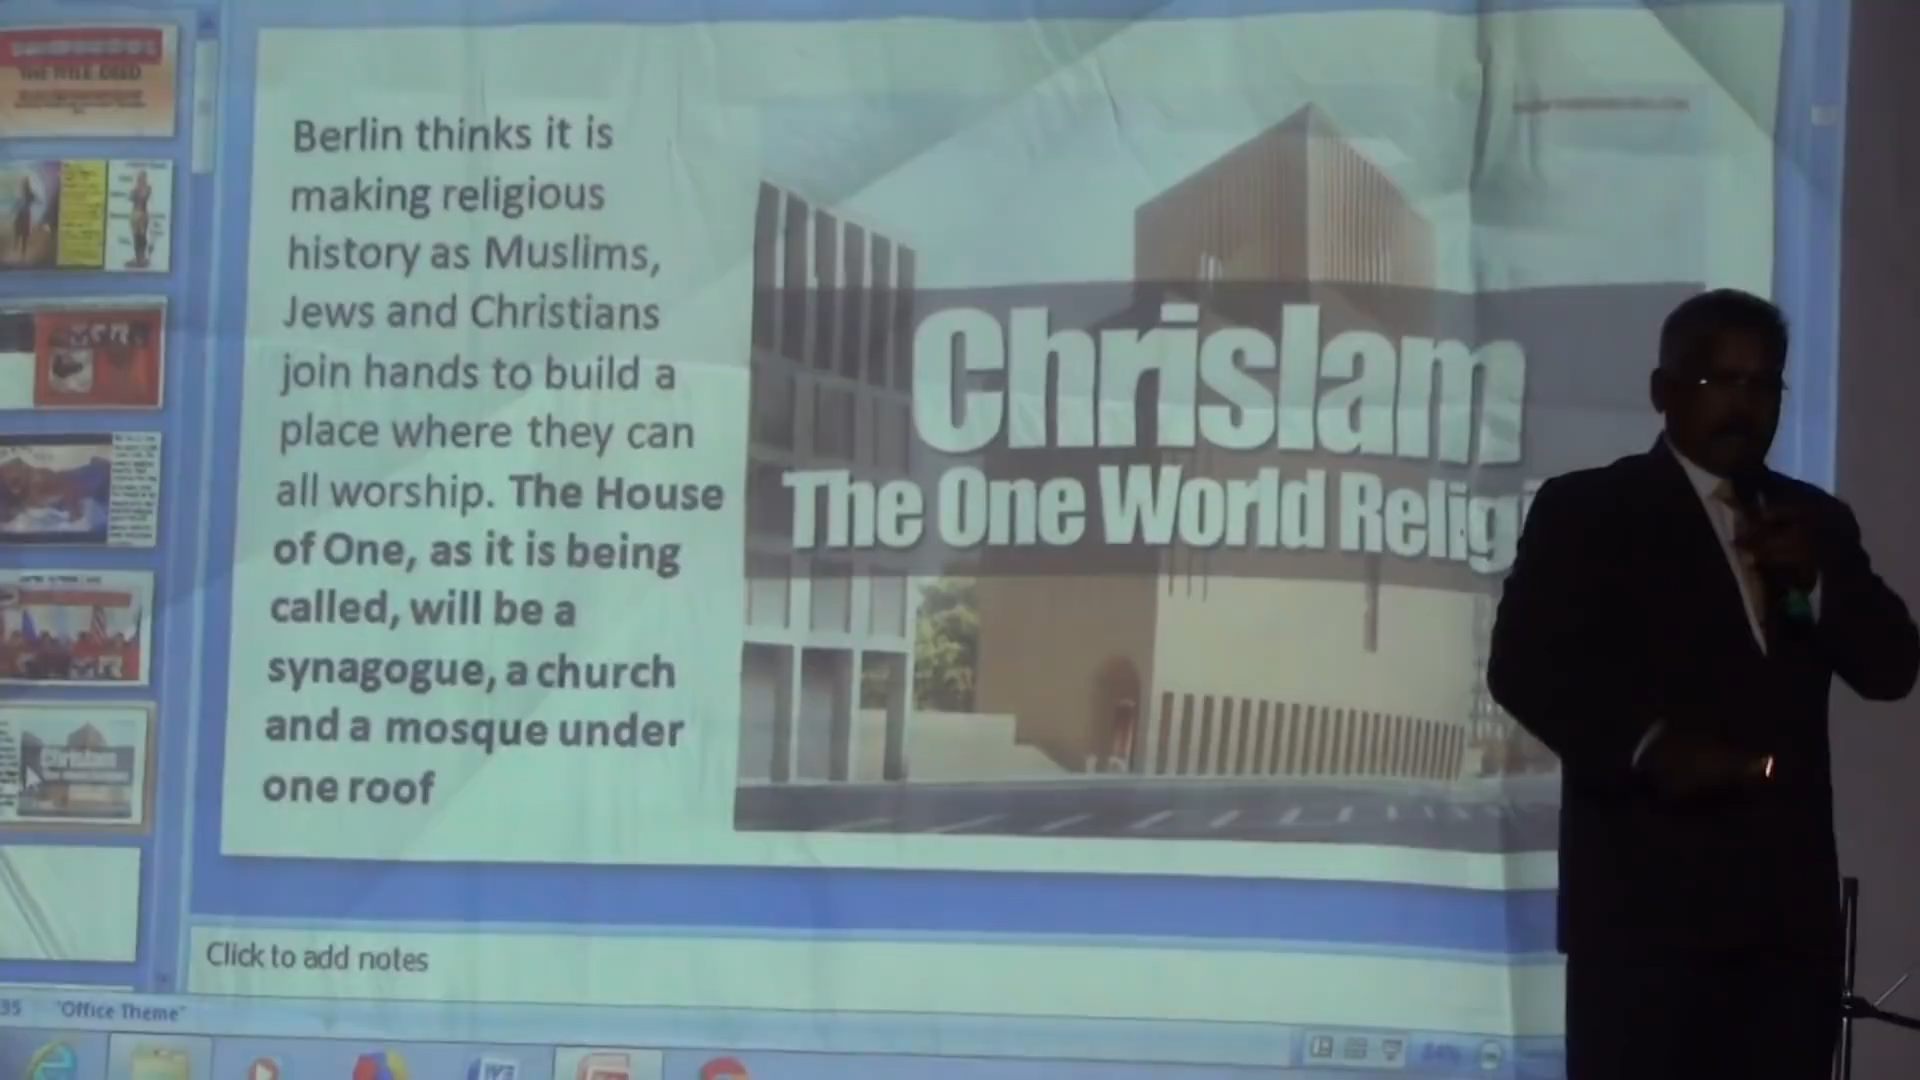 Berlin thinks it is
making religious
history as Muslims,
Jews and Christians
join hands to build a
place where they can
all worship. The House
of One, as it is being
called, will be a
synagogue, a church
and a mosque under
one roof
Chrislam
The One World Relig
Click to add notes
35 "Office Theme"
84%